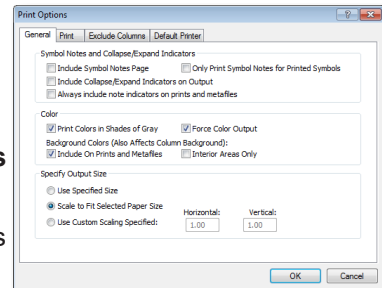 Print Options
General Print Exclude Columns Default Printer
Symbol Notes and Collapse/Expand Indicators
Include Symbol Notes Page Only Print Symbol Notes for Printed Symbols
Include Collapse/Expand Indicators on Output
Always include note indicators on prints and metafiles
Color
Print Colors in Shades of Gray Force Color Output
Background Colors (Also Affects Column Background):
Include On Prints and Metafiles Interior Areas Only
s
Specify Output Size
Use Specified Size
Scale to Fit Selected Paper Size
Horizontal: Vertical:
Use Custom Scaling Specified: 1.00 1.00
s
OK Cancel